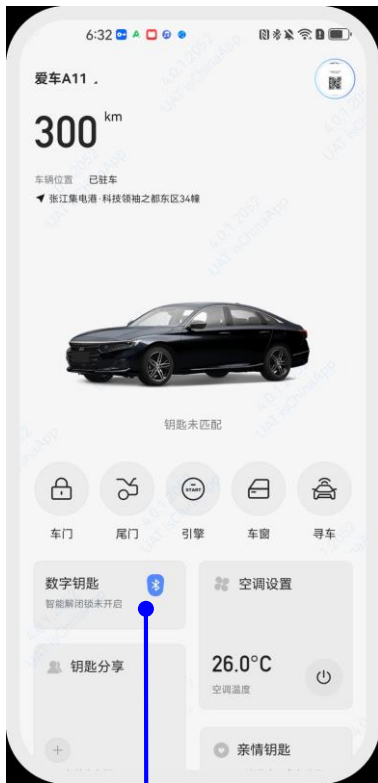 6:32
爱车A11
300 km
车辆位置 已驻车
张江集电港·科技领袖之都东区34幢
钥匙未匹配
START
车门 尾门 引擎 车窗 寻车
数字钥匙
智能解闭锁未开启
空调设置
钥匙分享
26.0°C
空调温度
亲情钥匙